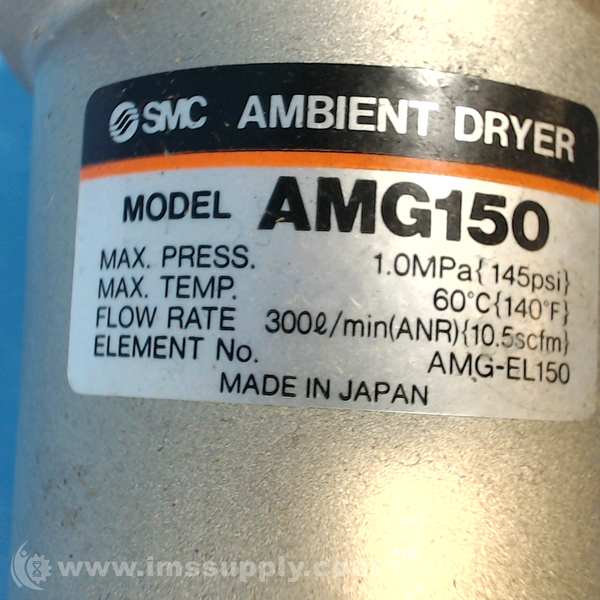 SMC AMBIENT DRYER
MODEL AMG150
MAX. PRESS. 1.0MPa{145psi}
MAX. TEMP. 60°C{140°F}
FLOW RATE 300ℓ/min(ANR){10.5scfm}
ELEMENT No. AMG-EL150
MADE IN JAPAN
www.imssupply.com